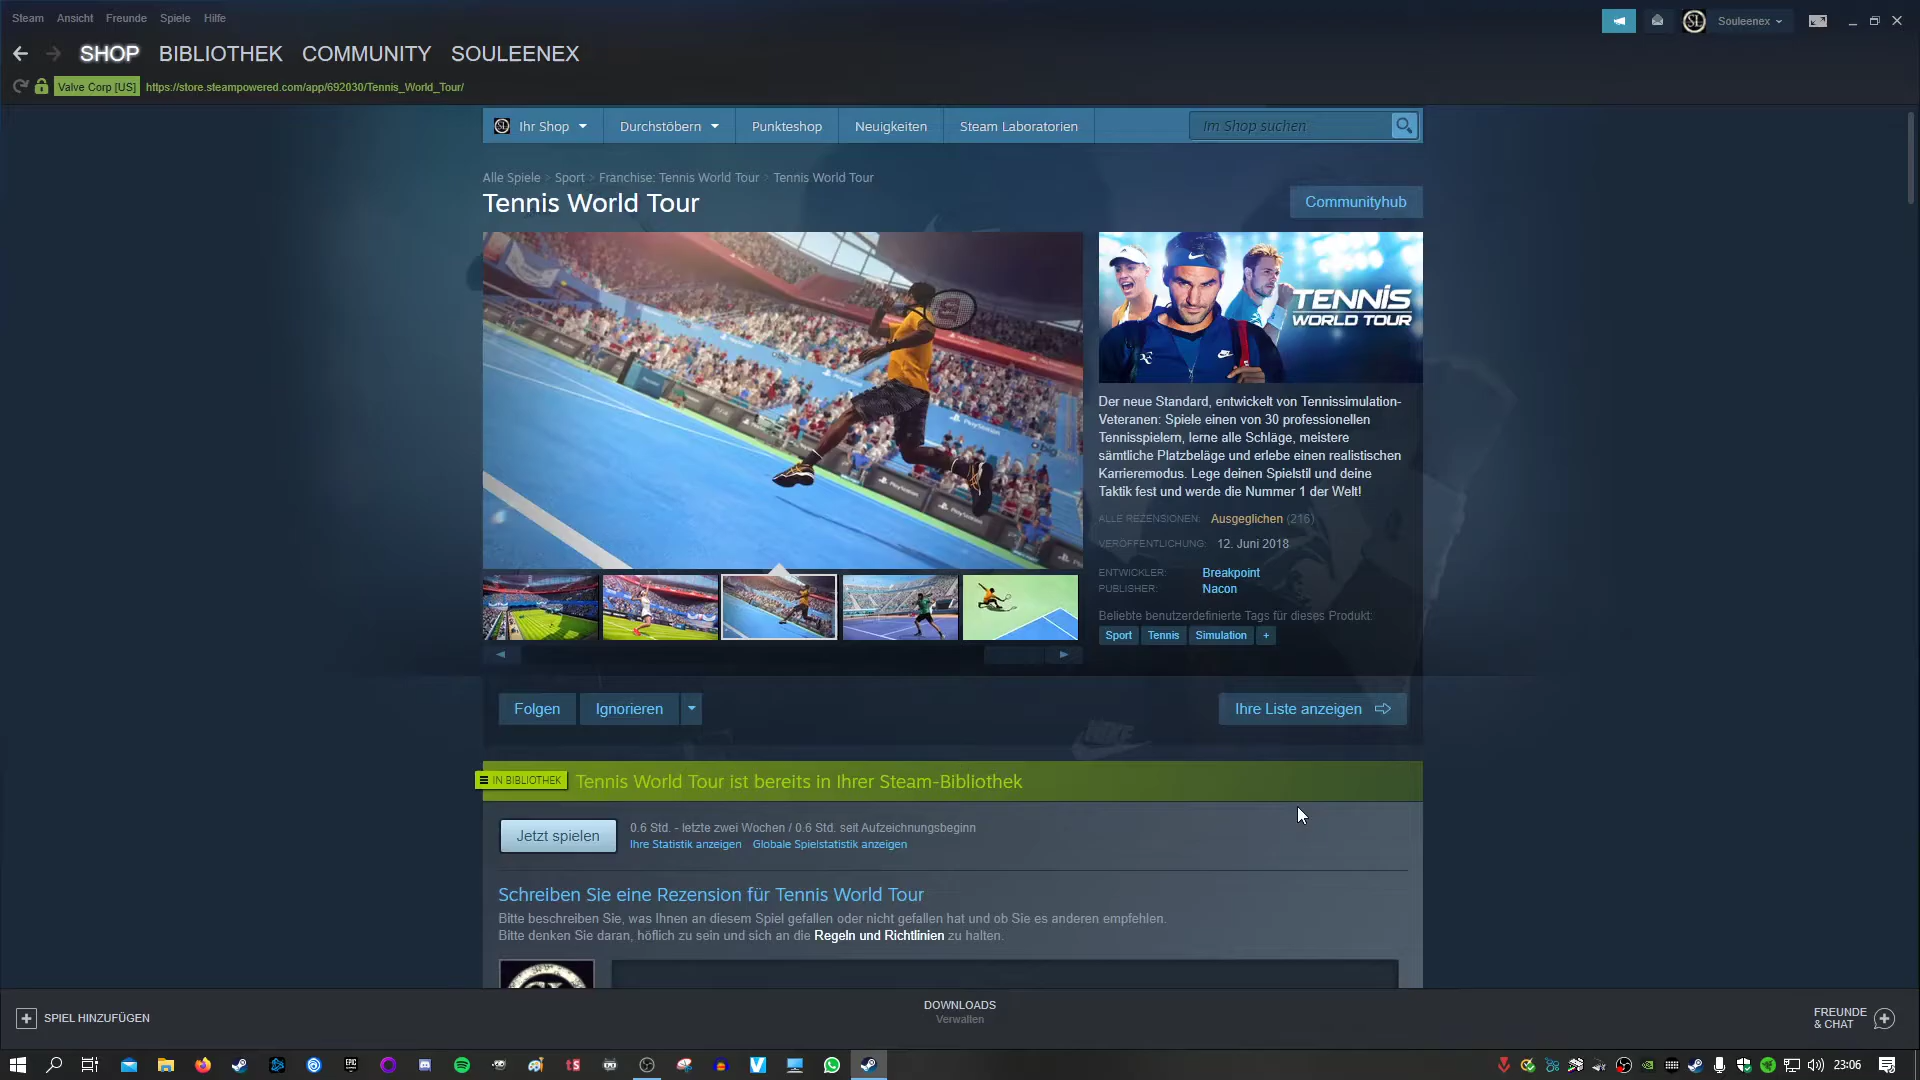 Steam Ansicht Freunde Spiele Hilfe
Souleenex
SHOP BIBLIOTHEK COMMUNITY SOULEENEX
Valve Corp [US] https://store.steampowered.com/app/692030/Tennis_World_Tour/
Ihr Shop Durchstöbern Punkteshop Neuigkeiten Steam Laboratorien Im Shop suchen
Alle Spiele > Sport > Franchise: Tennis World Tour > Tennis World Tour
Tennis World Tour
Communityhub
TENNIS
WORLD TOUR
Der neue Standard, entwickelt von Tennissimulation-
Veteranen: Spiele einen von 30 professionellen
Tennisspielern, lerne alle Schläge, meistere
sämtliche Platzbeläge und erlebe einen realistischen
Karrieremodus. Lege deinen Spielstil und deine
Taktik fest und werde die Nummer 1 der Welt!
ALLE REZENSIONEN: Ausgeglichen (216)
VERÖFFENTLICHUNG: 12. Juni 2018
ENTWICKLER: Breakpoint
PUBLISHER: Nacon
Beliebte benutzerdefinierte Tags für dieses Produkt:
Sport Tennis Simulation +
Folgen Ignorieren Ihre Liste anzeigen
IN BIBLIOTHEK Tennis World Tour ist bereits in Ihrer Steam-Bibliothek
Jetzt spielen
0.6 Std. - letzte zwei Wochen / 0.6 Std. seit Aufzeichnungsbeginn
Ihre Statistik anzeigen Globale Spielstatistik anzeigen
Schreiben Sie eine Rezension für Tennis World Tour
Bitte beschreiben Sie, was Ihnen an diesem Spiel gefallen oder nicht gefallen hat und ob Sie es anderen empfehlen.
Bitte denken Sie daran, höflich zu sein und sich an die Regeln und Richtlinien zu halten.
SPIEL HINZUFÜGEN
DOWNLOADS
Verwalten
FREUNDE
& CHAT
23:06